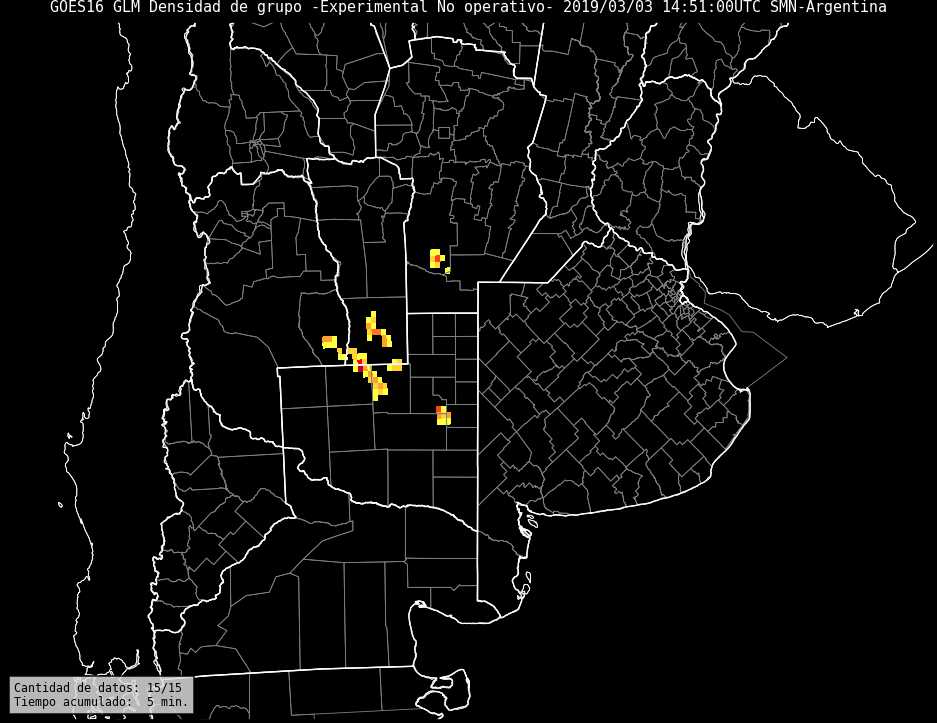 GOES16 GLM Densidad de grupo -Experimental No operativo- 2019/03/03 14:51:00UTC SMN-Argentina
Cantidad de datos: 15/15
Tiempo acumulado:  5 min.